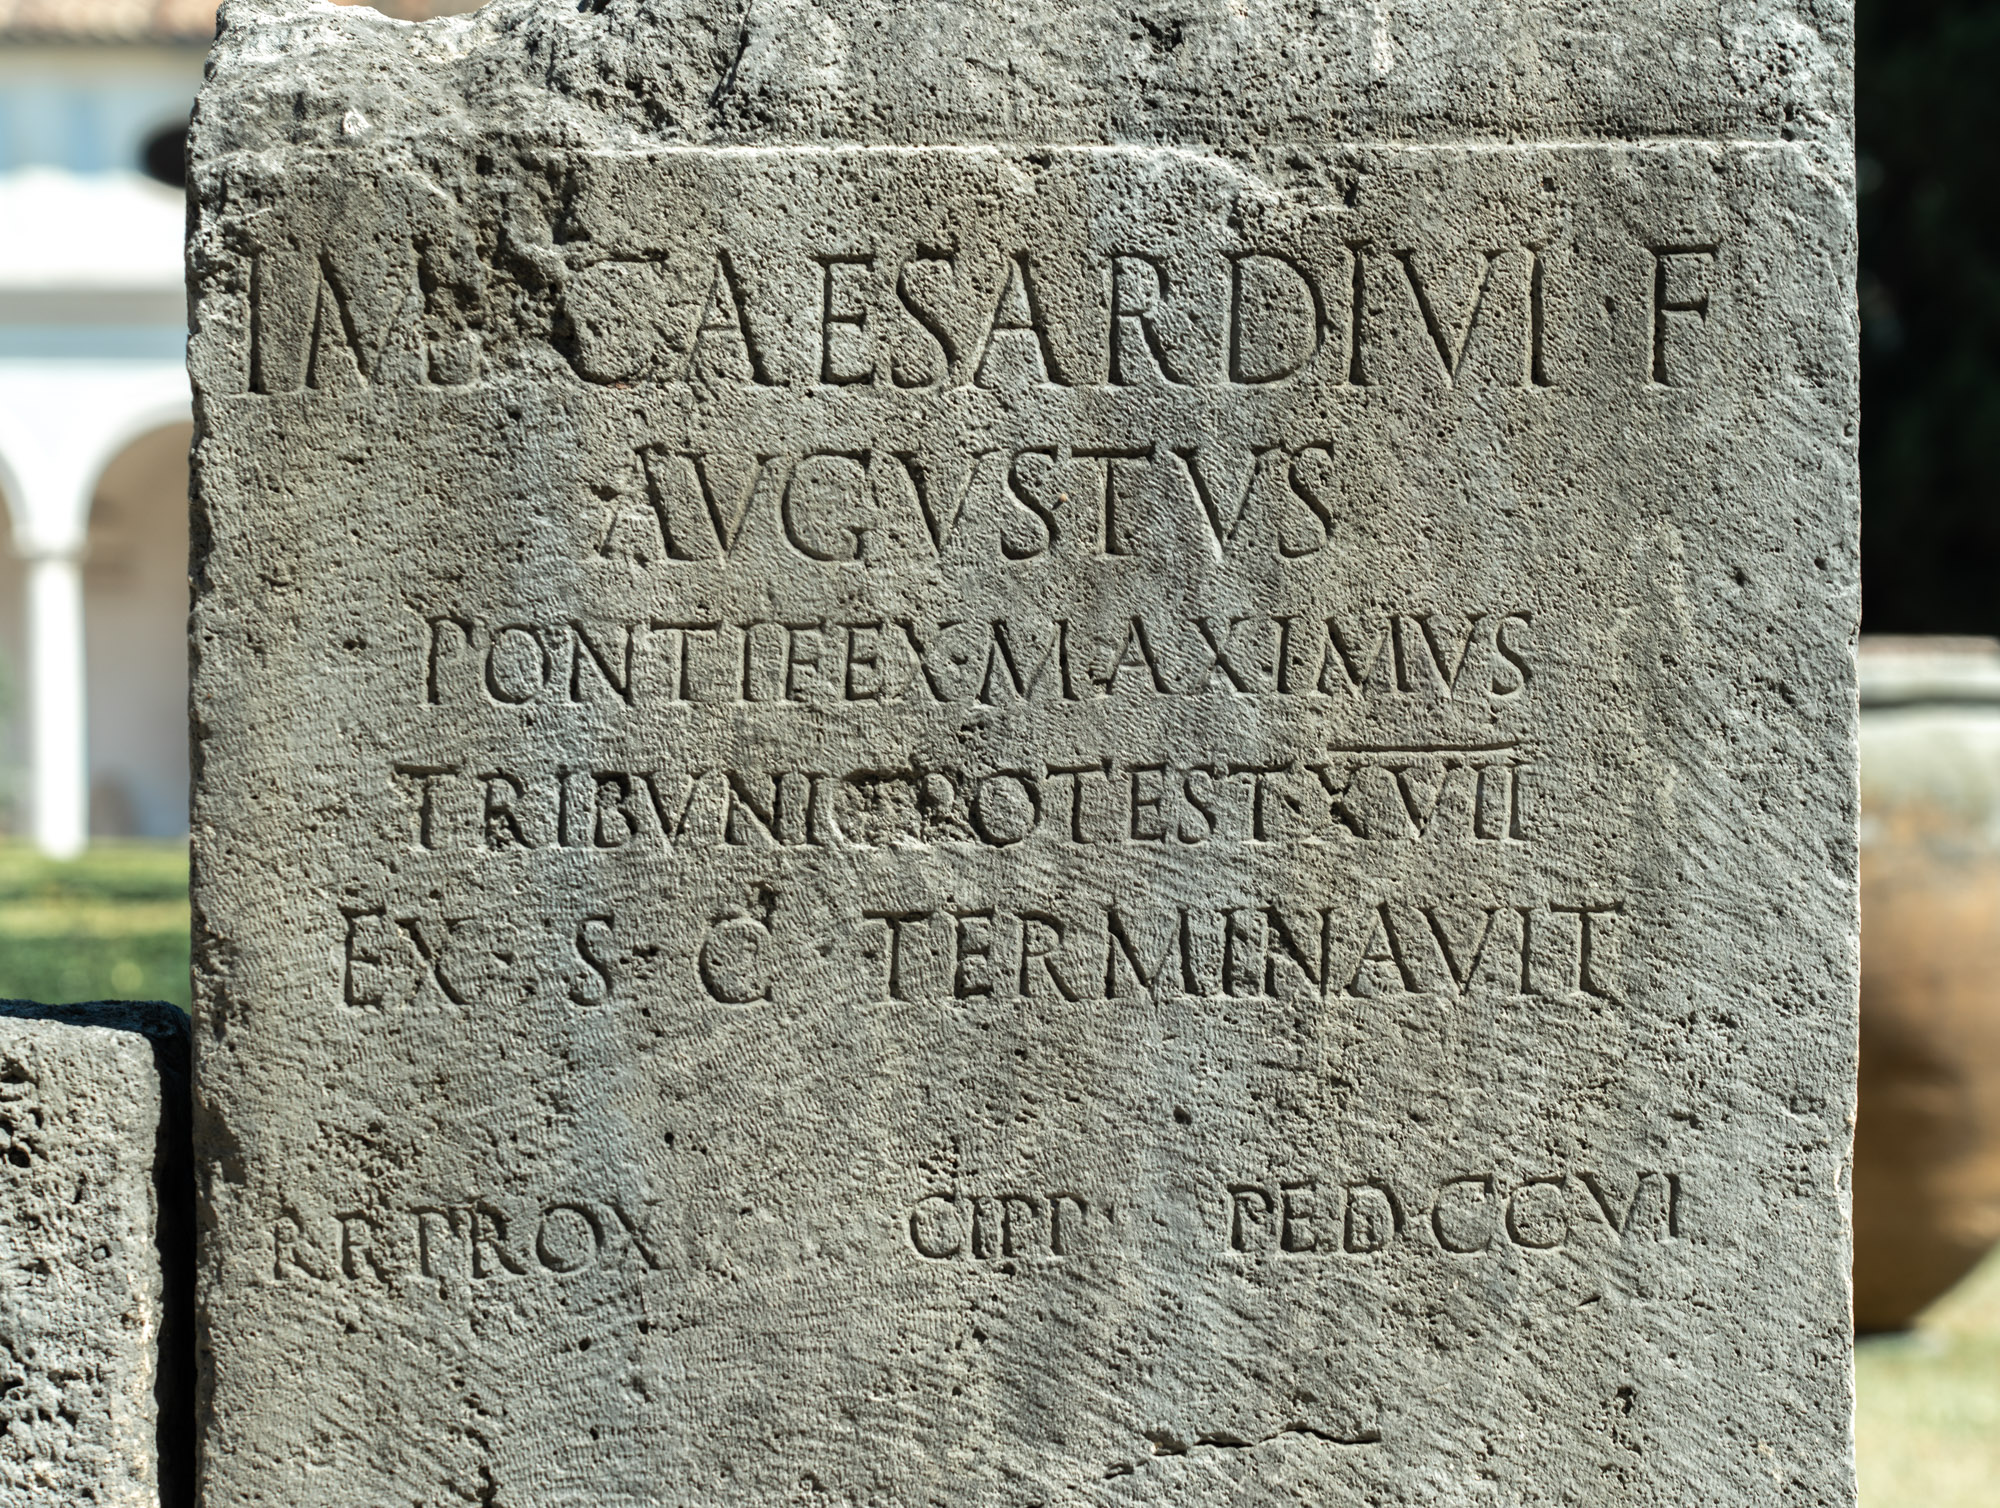 IMP CAESAR DIVI · F
AVGVSTVS
PONTIFEX · MAXIMVS
TRIBVNIC POTEST XVII
EX · S · C · TERMINAVIT
R R PROX CIPP PED CCVI